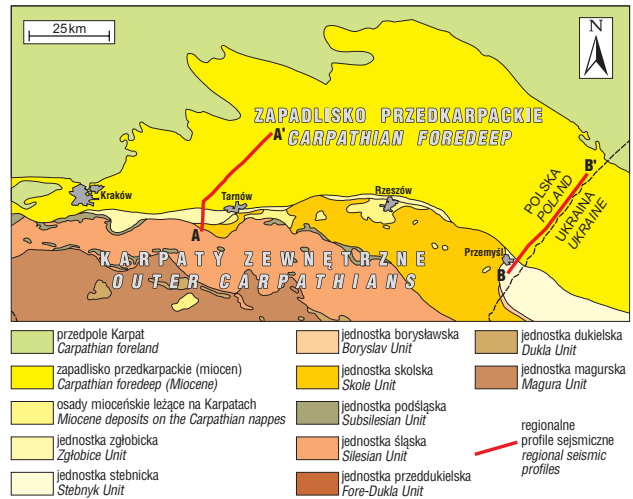 25 km
N
ZAPADLISKO PRZEDKARPACKIE
A'
CARPATHIAN FOREDEEP
B'
Kraków
Tarnów
Rzeszów
POLSKA
POLAND
UKRAINA
UKRAINE
A
KARPATY ZEWNĘTRZNE
Przemyśl
B
OUTER CARPATHIANS
przedpole Karpat
Carpathian foreland
zapadlisko przedkarpackie (miocen)
Carpathian foredeep (Miocene)
osady mioceńskie leżące na Karpatach
Miocene deposits on the Carpathian nappes
jednostka zgłobicka
Zgłobice Unit
jednostka stebnicka
Stebnyk Unit
jednostka borysławska
Boryslav Unit
jednostka skolska
Skole Unit
jednostka podśląska
Subsilesian Unit
jednostka śląska
Silesian Unit
jednostka przeddukielska
Fore-Dukla Unit
jednostka dukielska
Dukla Unit
jednostka magurska
Magura Unit
regionalne
profile sejsmiczne
regional seismic
profiles